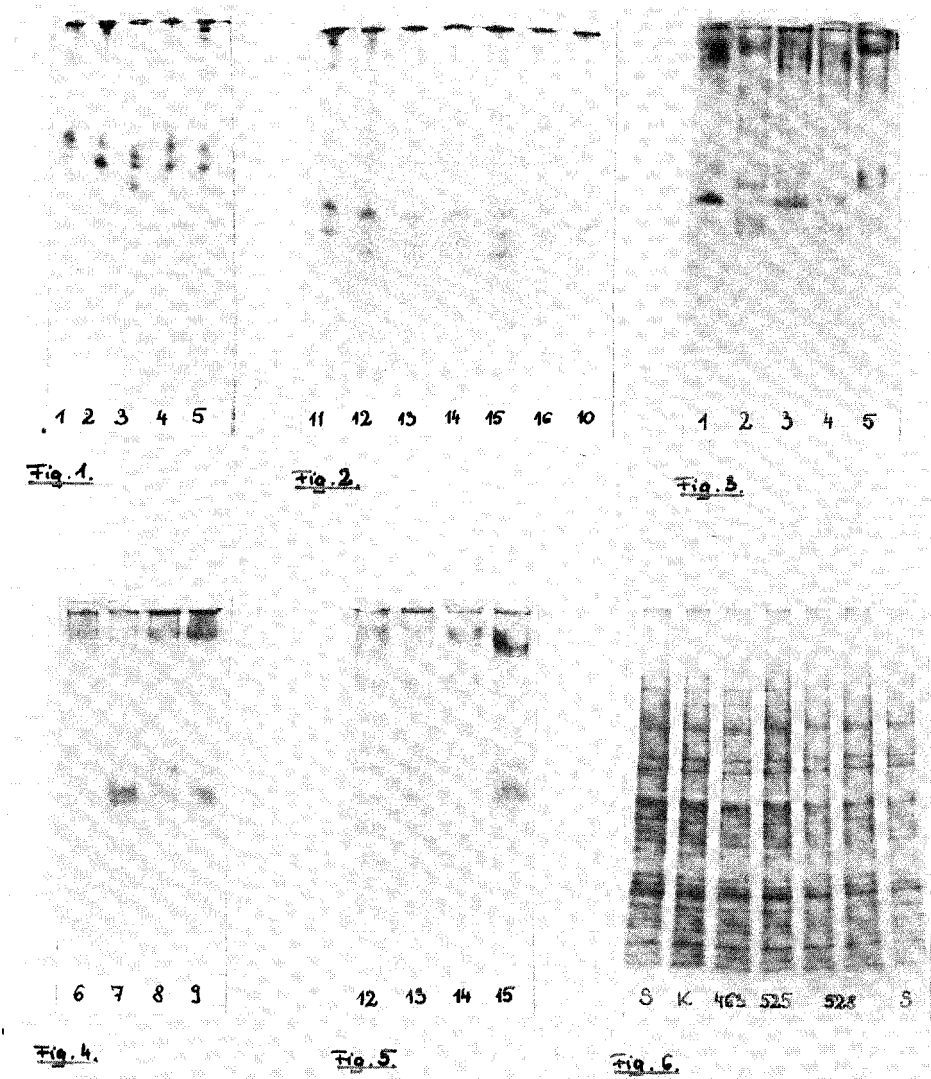 1 2 3 4 5
11 12 13 14 15 16 10
1 2 3 4 5
Fig. 1.
Fig. 2.
Fig. 3.
6 7 8 9
12 13 14 15
S K 463 525 528 S
Fig. 4.
Fig. 5.
Fig. 6.